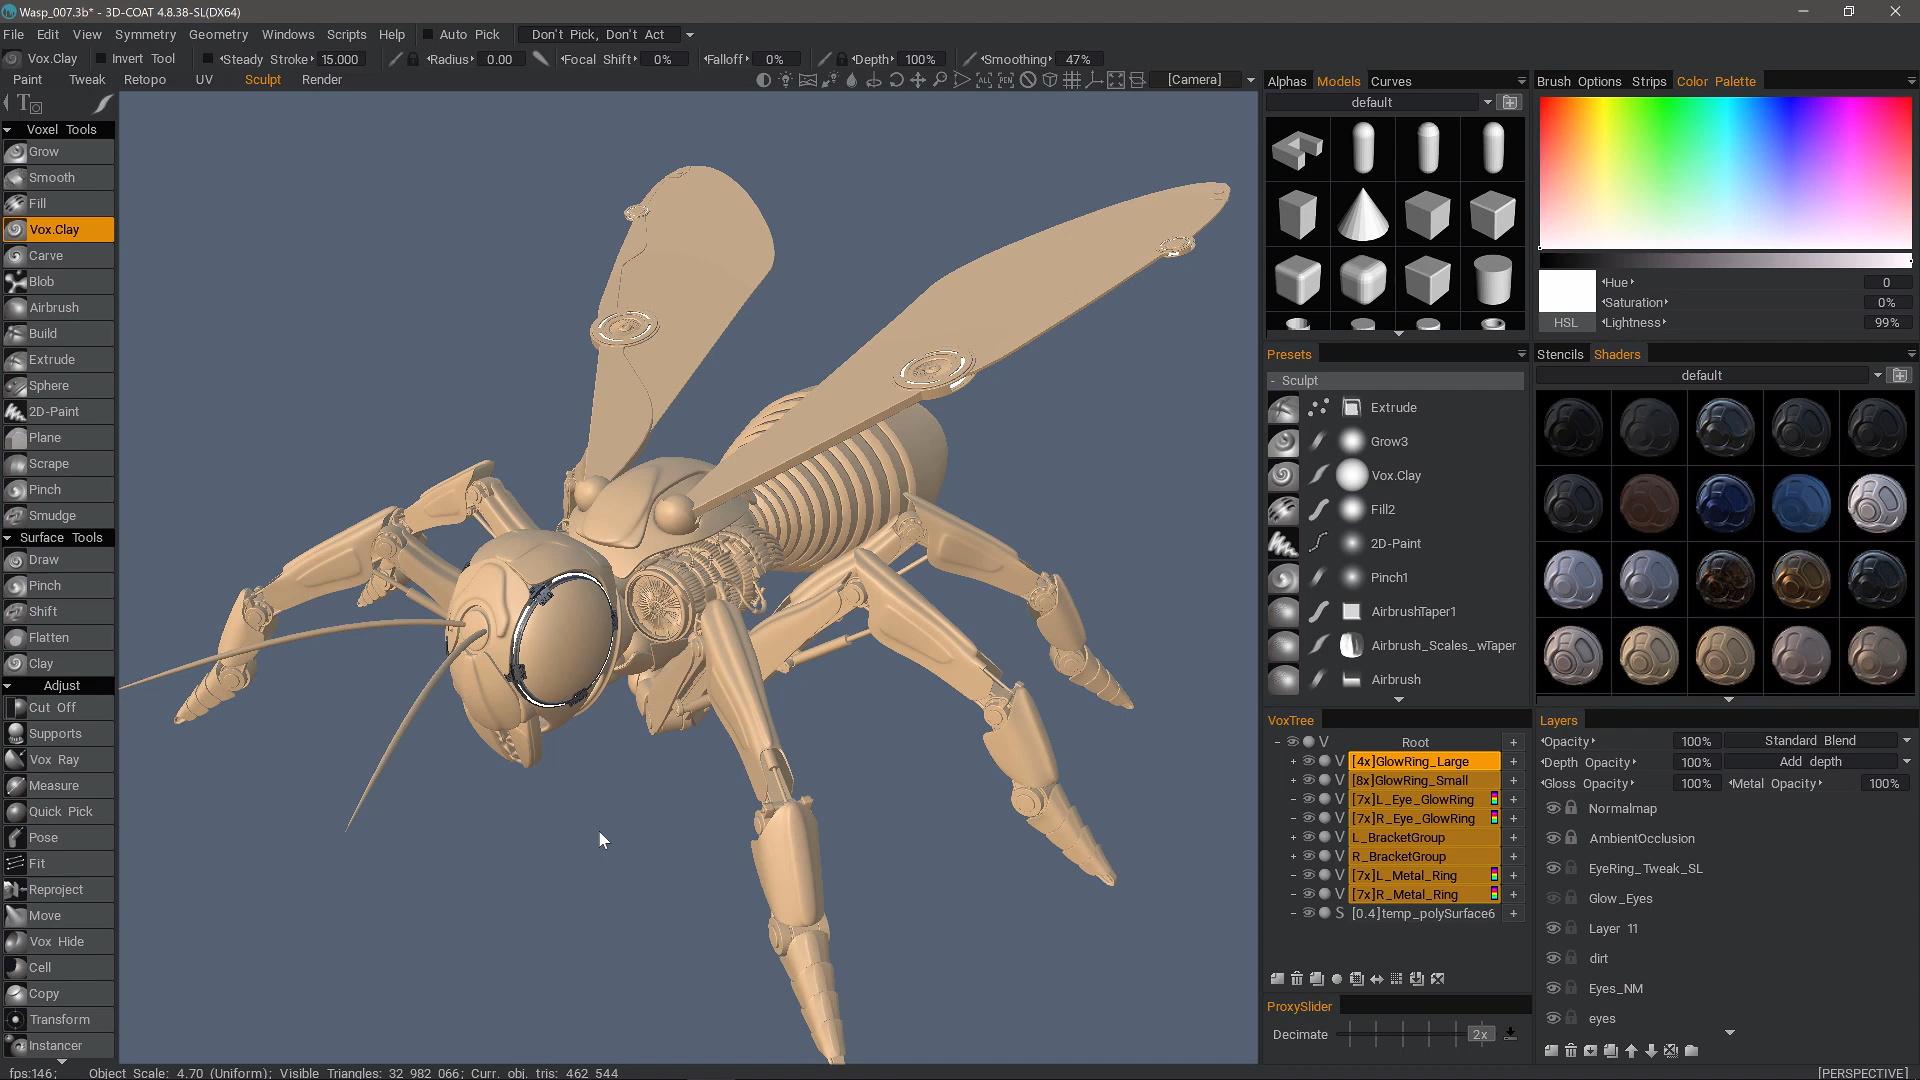 Wasp_007.3b* - 3D-COAT 4.8.38-SL(DX64)
File Edit View Symmetry Geometry Windows Scripts Help Auto Pick Don't Pick, Don't Act
Vox.Clay Invert Tool Steady Stroke 15.000 Radius 0.00 Focal Shift 0% Falloff 0% Depth 100% Smoothing 47%
Paint Tweak Retopo UV Sculpt Render [Camera]
Voxel Tools
Grow
Smooth
Fill
Vox.Clay
Carve
Blob
Airbrush
Build
Extrude
Sphere
2D-Paint
Plane
Scrape
Pinch
Smudge
Surface Tools
Draw
Pinch
Shift
Flatten
Clay
Adjust
Cut Off
Supports
Vox Ray
Measure
Quick Pick
Pose
Fit
Reproject
Move
Vox Hide
Cell
Copy
Transform
Instancer
Alphas Models Curves
default
Presets
- Sculpt
Extrude
Grow3
Vox.Clay
Fill2
2D-Paint
Pinch1
AirbrushTaper1
Airbrush_Scales_wTaper
Airbrush
VoxTree
- V Root +
+ V [4x]GlowRing_Large +
+ V [8x]GlowRing_Small +
- V [7x]L_Eye_GlowRing +
- V [7x]R_Eye_GlowRing +
+ V L_BracketGroup +
+ V R_BracketGroup +
- V [7x]L_Metal_Ring +
- V [7x]R_Metal_Ring +
- S [0.4]temp_polySurface6 +
ProxySlider
Decimate 2x
Brush Options Strips Color Palette
Hue 0
Saturation 0%
HSL Lightness 99%
Stencils Shaders
default
Layers
Opacity 100% Standard Blend
Depth Opacity 100% Add depth
Gloss Opacity 100% Metal Opacity 100%
Normalmap
AmbientOcclusion
EyeRing_Tweak_SL
Glow_Eyes
Layer 11
dirt
Eyes_NM
eyes
fps:146; Object Scale: 4.70 (Uniform); Visible Triangles: 32 982 066; Curr. obj. tris: 462 544 [PERSPECTIVE]